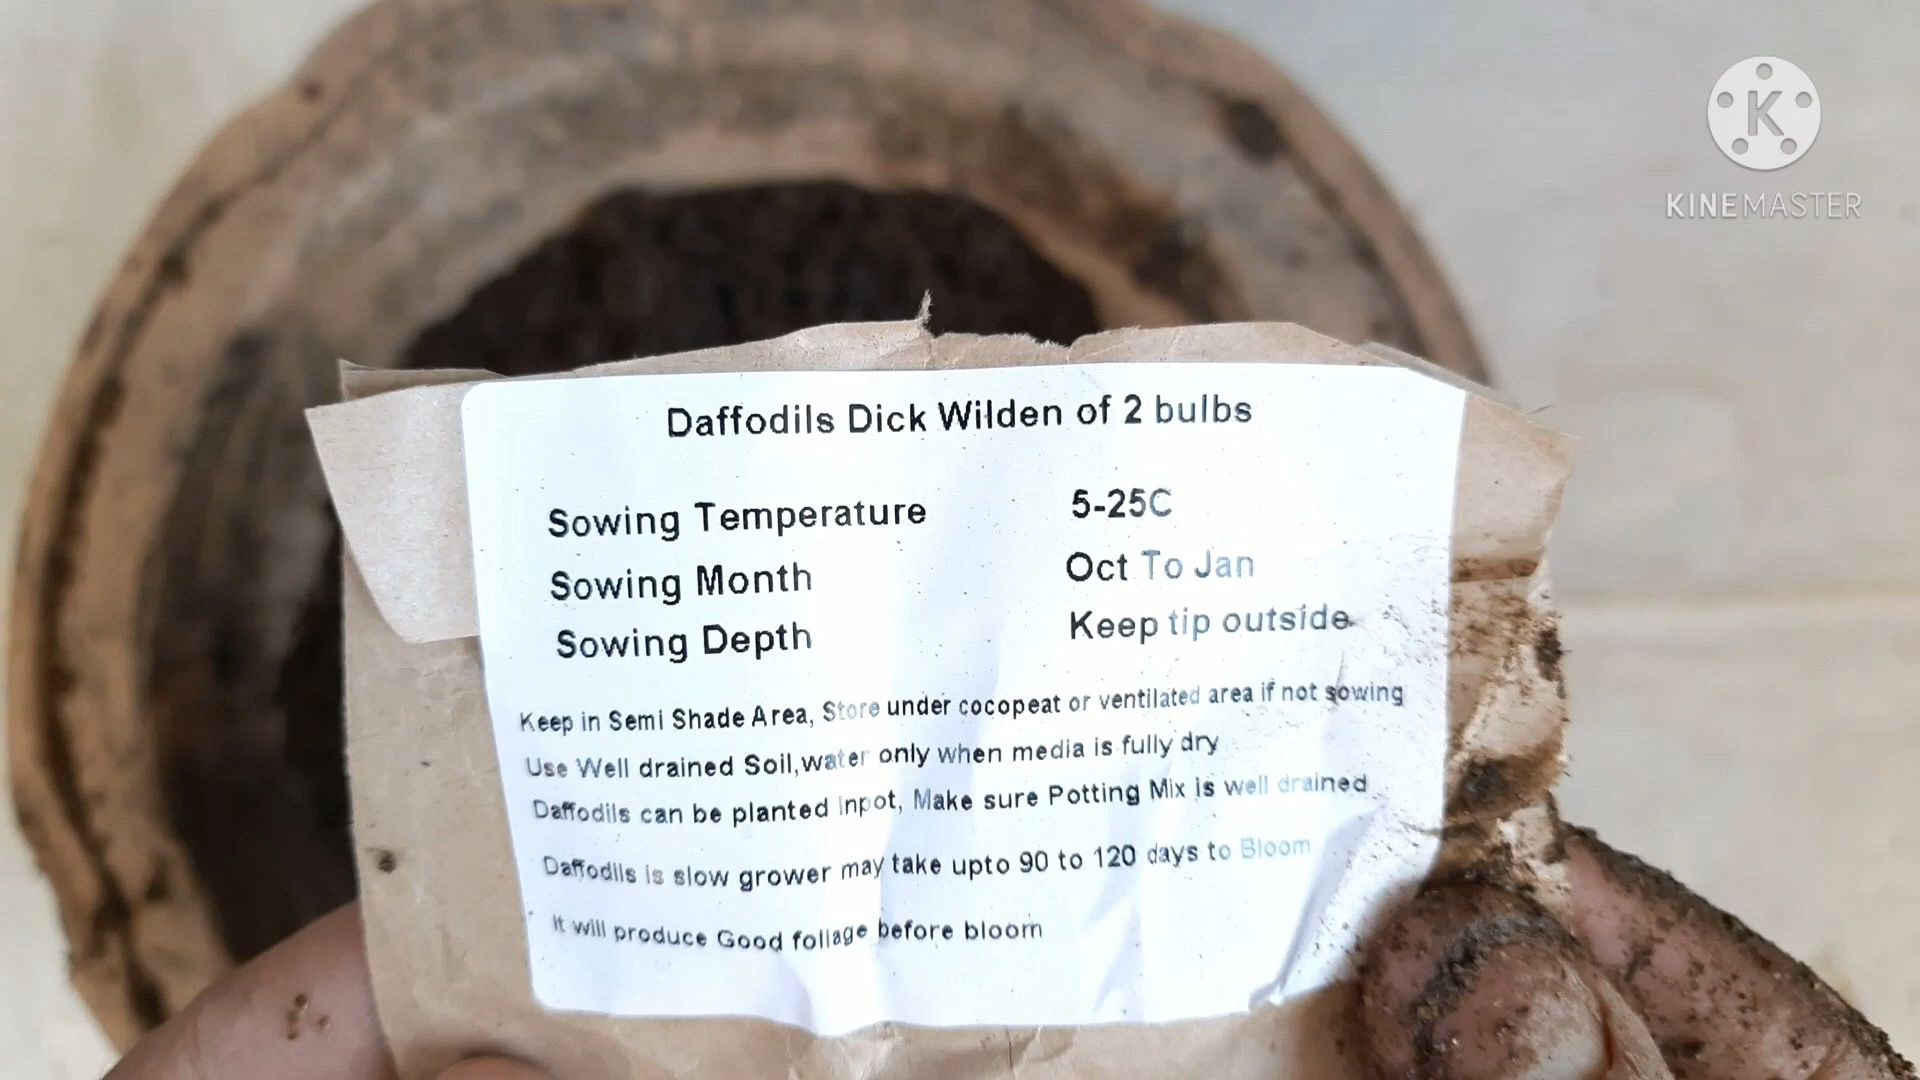 K
KINEMASTER
Daffodils Dick Wilden of 2 bulbs
Sowing Temperature 5-25C
Sowing Month Oct To Jan
Sowing Depth Keep tip outside
Keep in Semi Shade Area, Store under cocopeat or ventilated area if not sowing
Use Well drained Soil,water only when media is fully dry
Daffodils can be planted inpot, Make sure Potting Mix is well drained
Daffodils is slow grower may take upto 90 to 120 days to Bloom
It will produce Good foliage before bloom